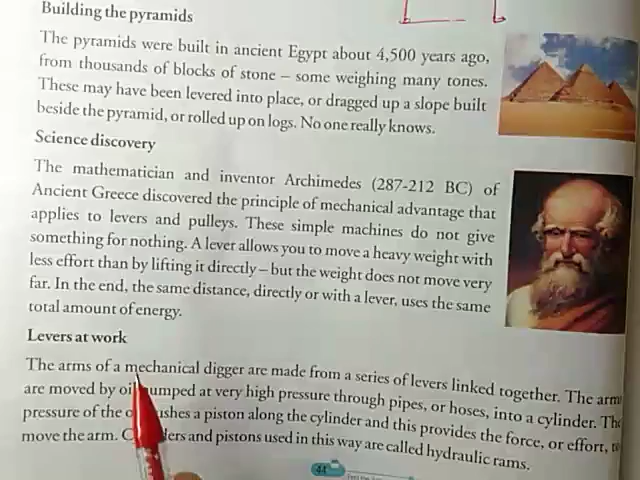 Building the pyramids
The pyramids were built in ancient Egypt about 4,500 years ago,
from thousands of blocks of stone – some weighing many tones.
These may have been levered into place, or dragged up a slope built
beside the pyramid, or rolled up on logs. No one really knows.
Science discovery
The mathematician and inventor Archimedes (287-212 BC) of
Ancient Greece discovered the principle of mechanical advantage that
applies to levers and pulleys. These simple machines do not give
something for nothing. A lever allows you to move a heavy weight with
less effort than by lifting it directly – but the weight does not move very
far. In the end, the same distance, directly or with a lever, uses the same
total amount of energy.
Levers at work
The arms of a mechanical digger are made from a series of levers linked together. The arm
are moved by oil pumped at very high pressure through pipes, or hoses, into a cylinder. The
pressure of the pushes a piston along the cylinder and this provides the force, or effort, to
move the arm. and pistons used in this way are called hydraulic rams.
44